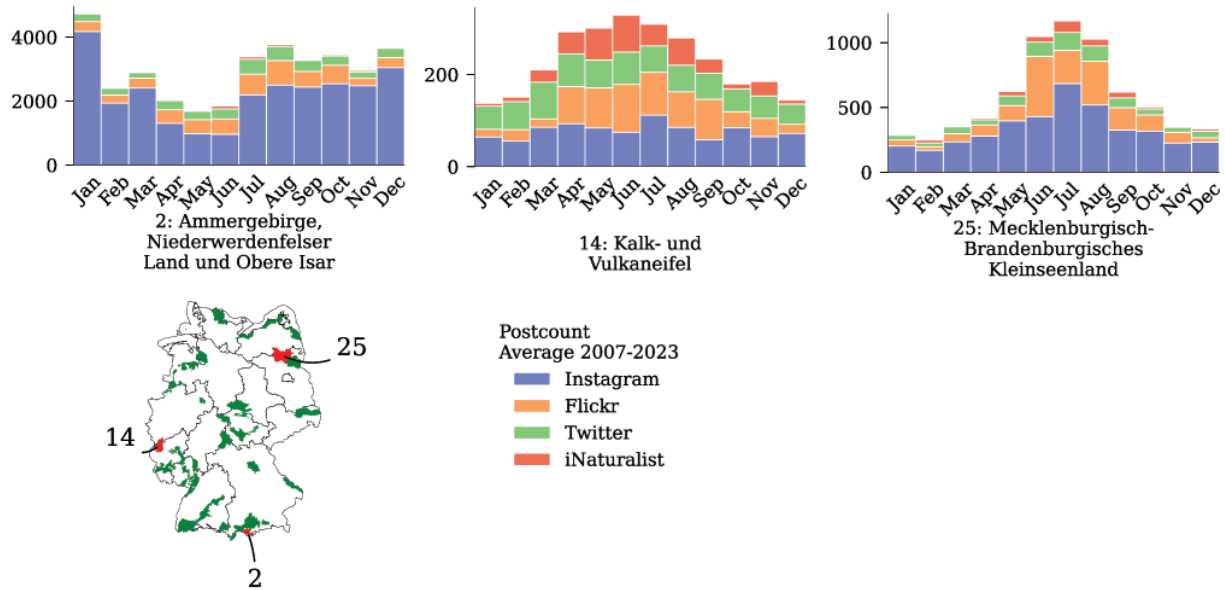 4000
2000
0
Jan
Feb
Mar
Apr
May
Jun
Jul
Aug
Sep
Oct
Nov
Dec
2: Ammergebirge,
Niederwerdenfelser
Land und Obere Isar
200
0
Jan
Feb
Mar
Apr
May
Jun
Jul
Aug
Sep
Oct
Nov
Dec
14: Kalk- und
Vulkaneifel
1000
500
0
Jan
Feb
Mar
Apr
May
Jun
Jul
Aug
Sep
Oct
Nov
Dec
25: Mecklenburgisch-
Brandenburgisches
Kleinseenland
25
14
2
Postcount
Average 2007-2023
Instagram
Flickr
Twitter
iNaturalist